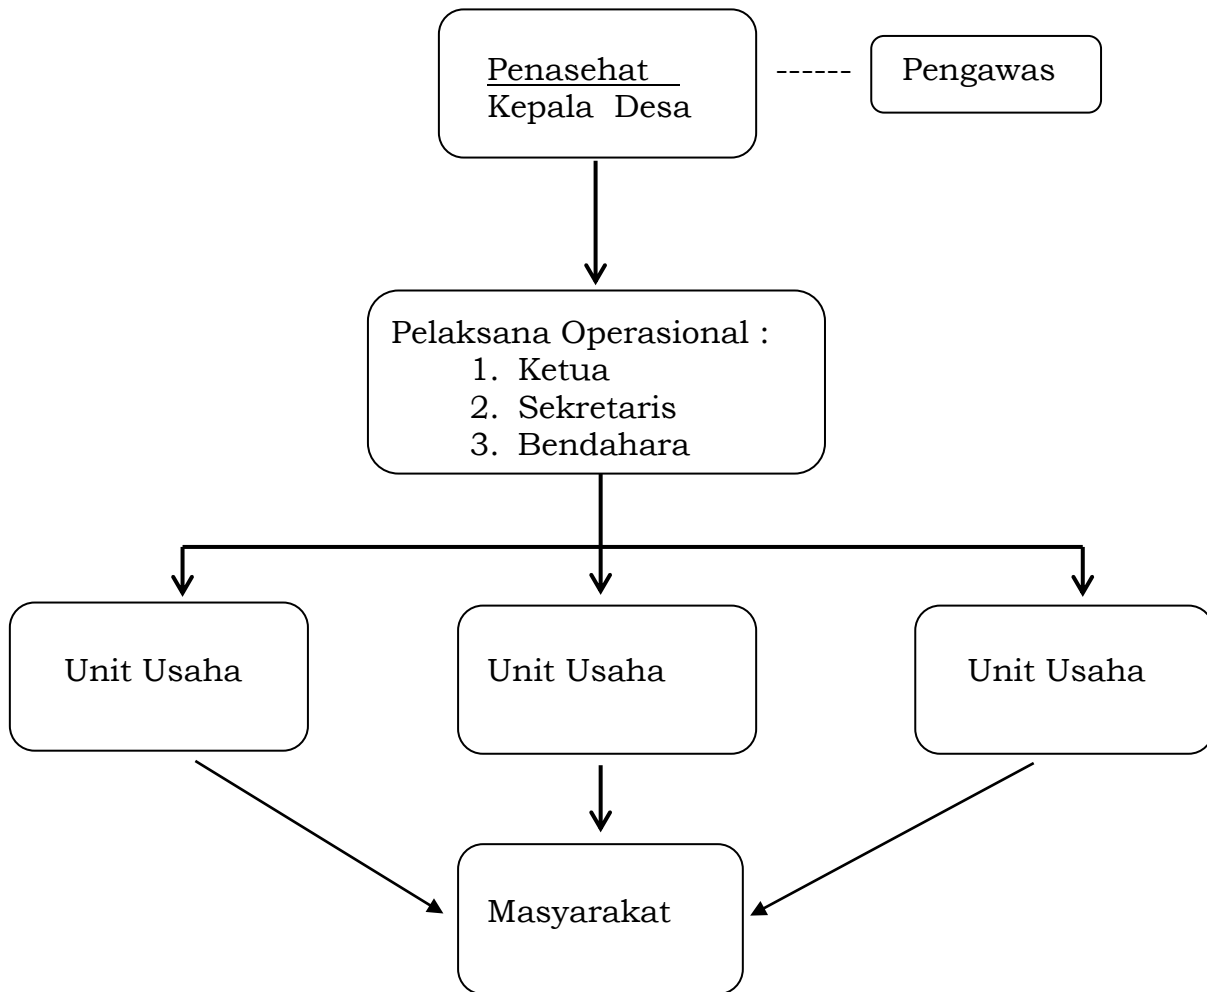 Penasehat
Kepala Desa
------ Pengawas
Pelaksana Operasional :
1. Ketua
2. Sekretaris
3. Bendahara
Unit Usaha
Unit Usaha
Unit Usaha
Masyarakat